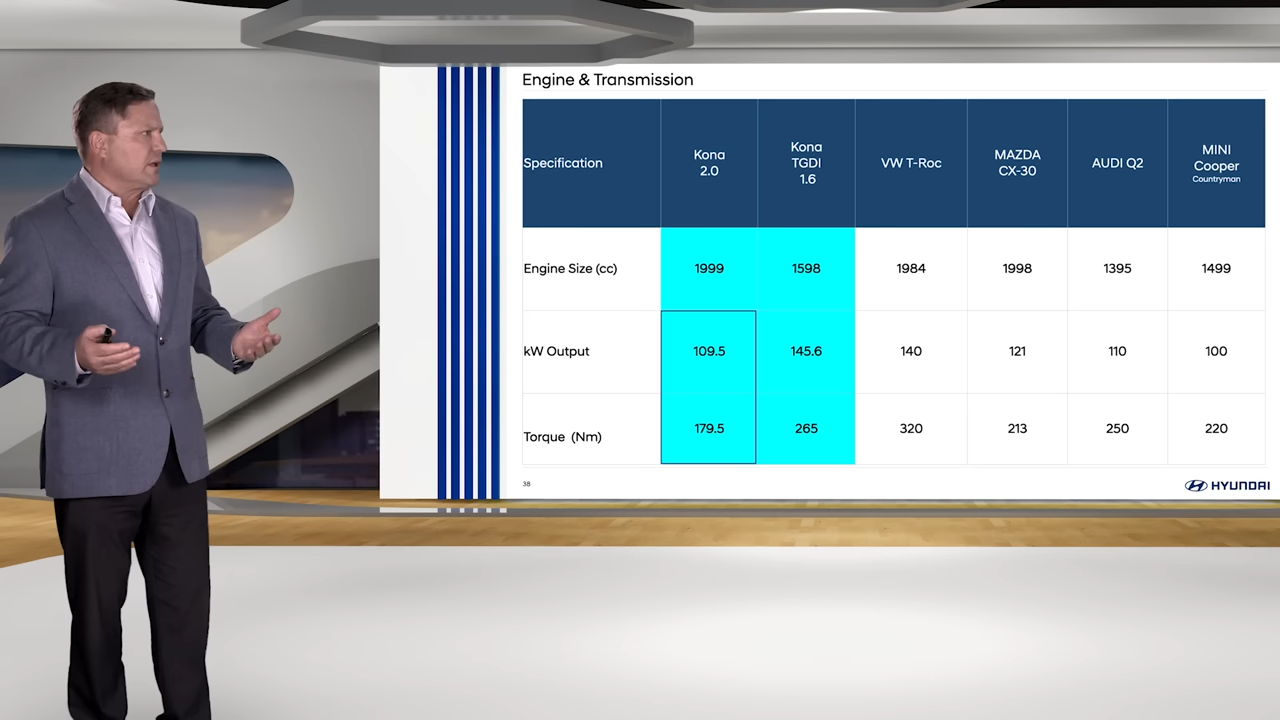 Engine & Transmission
Specification
Kona
2.0
Kona
TGDI
1.6
VW T-Roc
MAZDA
CX-30
AUDI Q2
MINI
Cooper
Countryman
Engine Size (cc)
1999
1598
1984
1998
1395
1499
kW Output
109.5
145.6
140
121
110
100
Torque (Nm)
179.5
265
320
213
250
220
38
HYUNDAI